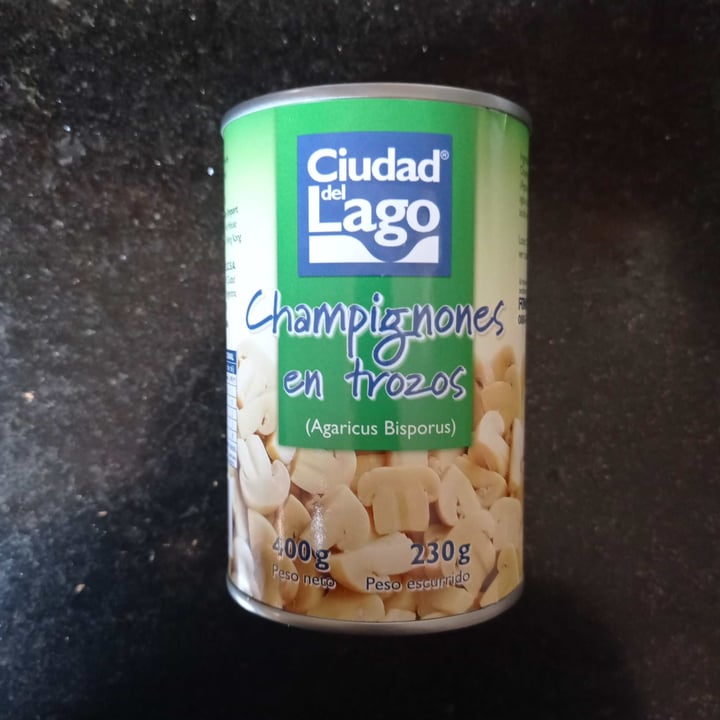 Ciudad®
del
Lago
Champignones
en trozos
(Agaricus Bisporus)
400g
Peso neto
230g
Peso escurrido